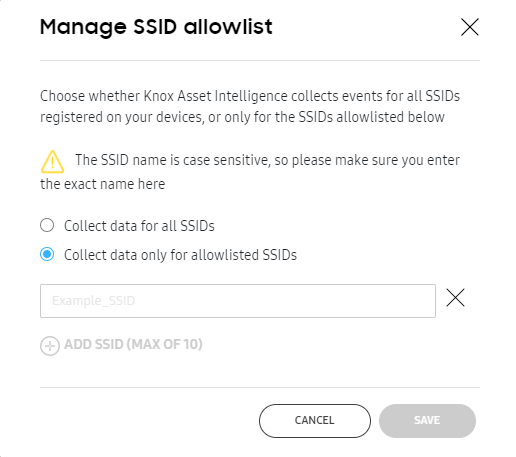 Manage SSID allowlist
Choose whether Knox Asset Intelligence collects events for all SSIDs
registered on your devices, or only for the SSIDs allowlisted below
The SSID name is case sensitive, so please make sure you enter
the exact name here
Collect data for all SSIDs
Collect data only for allowlisted SSIDs
Example_SSID
ADD SSID (MAX OF 10)
CANCEL
SAVE